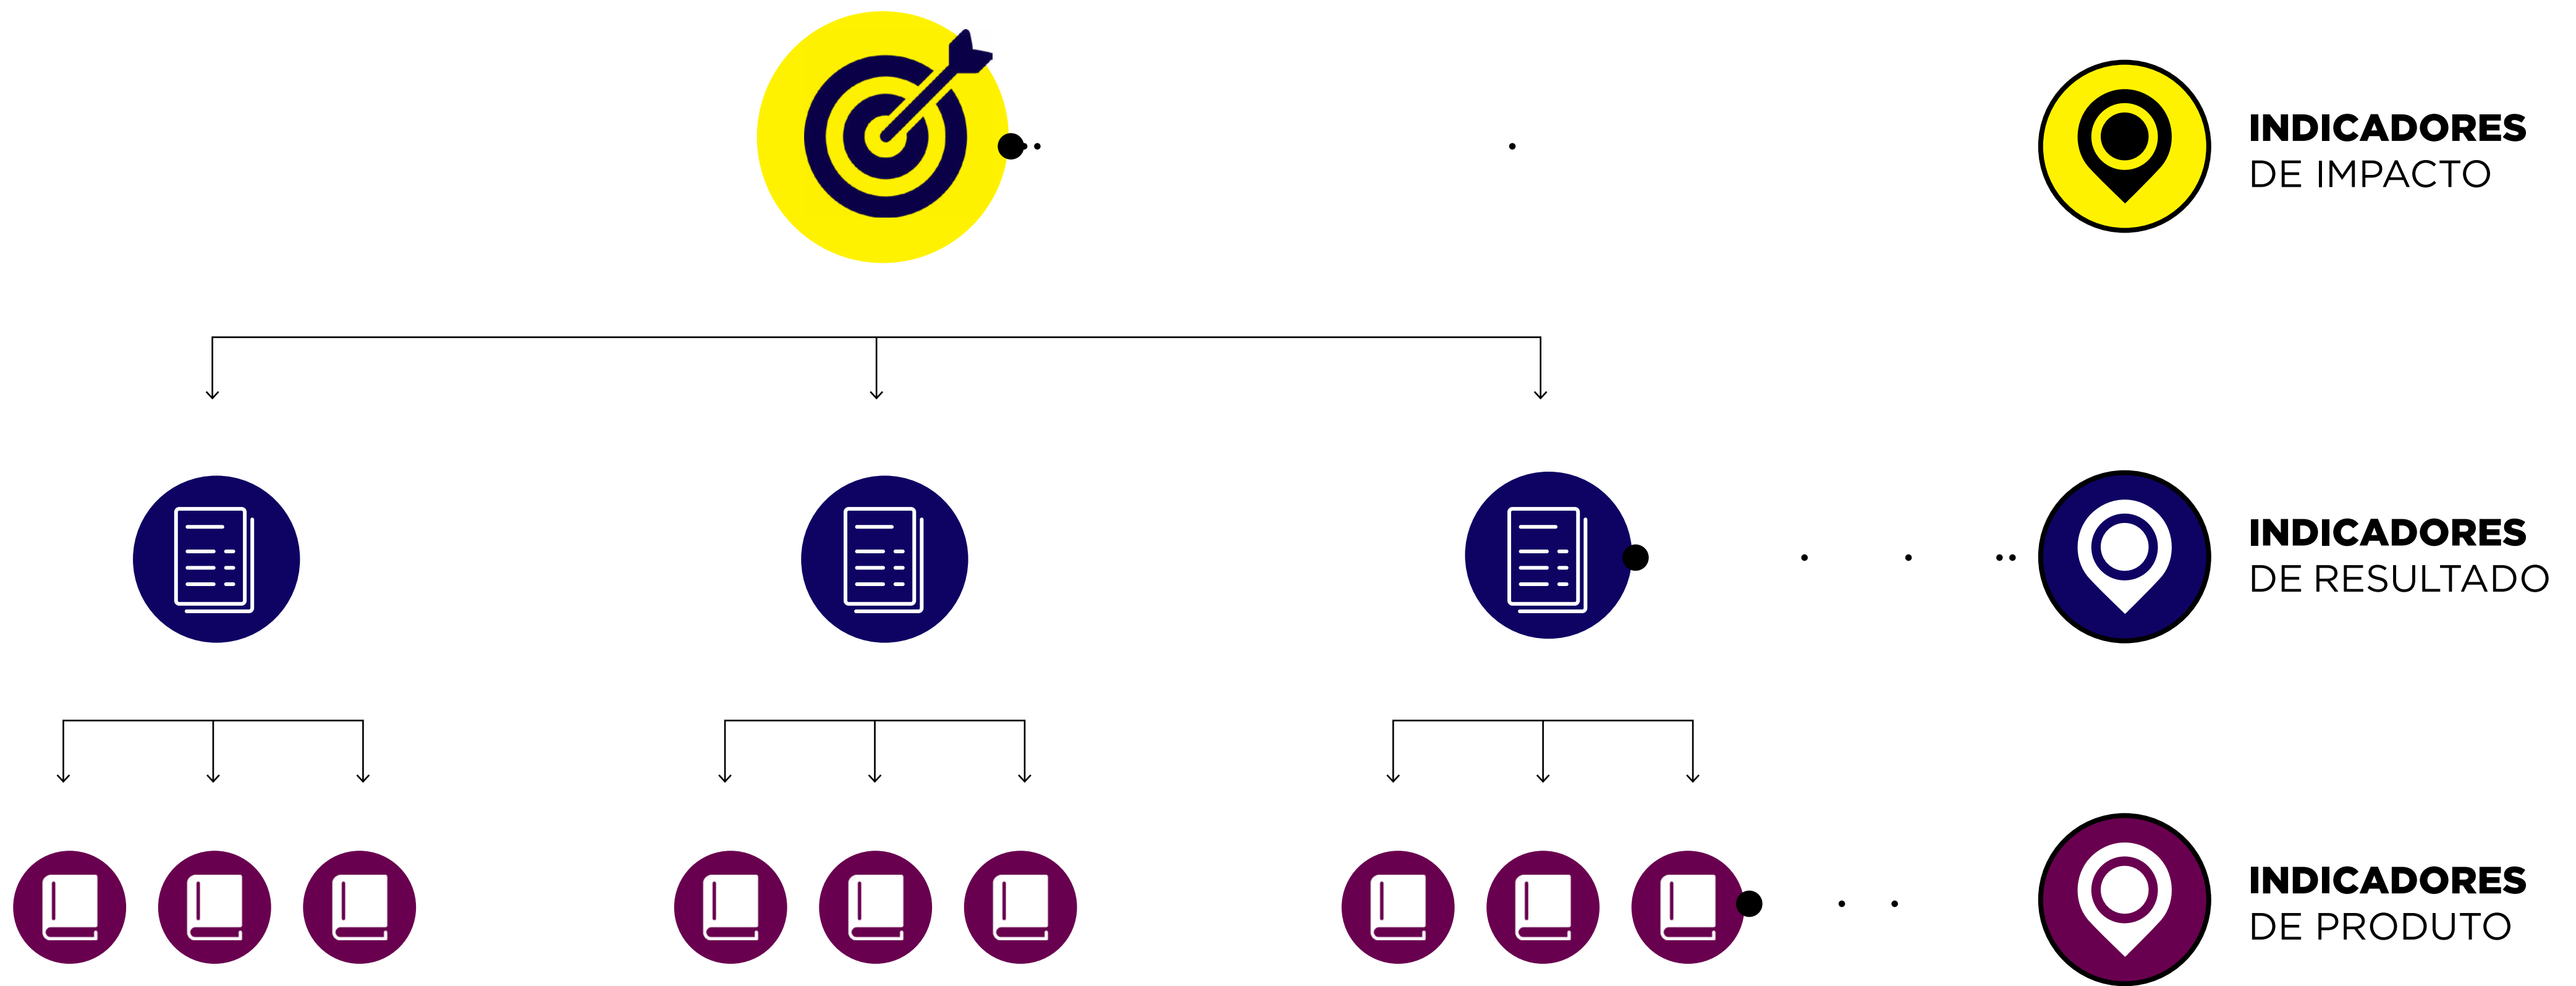 INDICADORES
DE IMPACTO
INDICADORES
DE RESULTADO
INDICADORES
DE PRODUTO